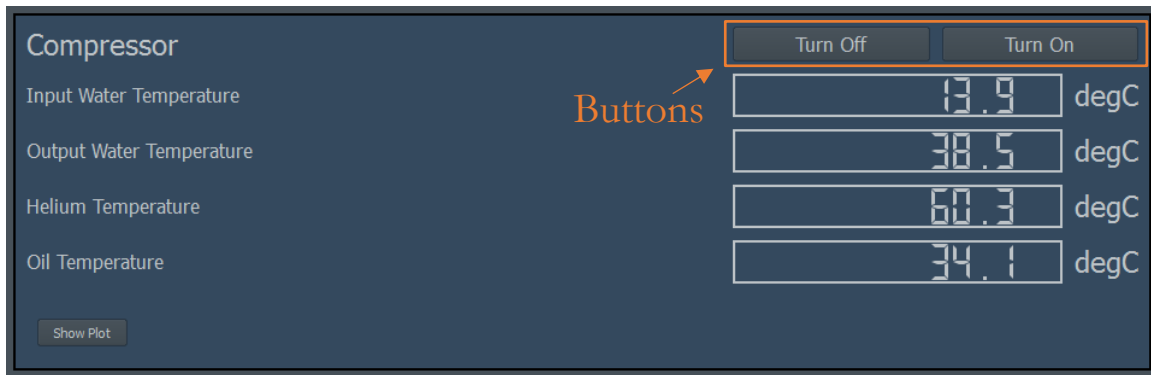 Compressor Turn Off Turn On
Input Water Temperature 13.9 degC
Buttons
Output Water Temperature 38.5 degC
Helium Temperature 60.3 degC
Oil Temperature 34.1 degC
Show Plot